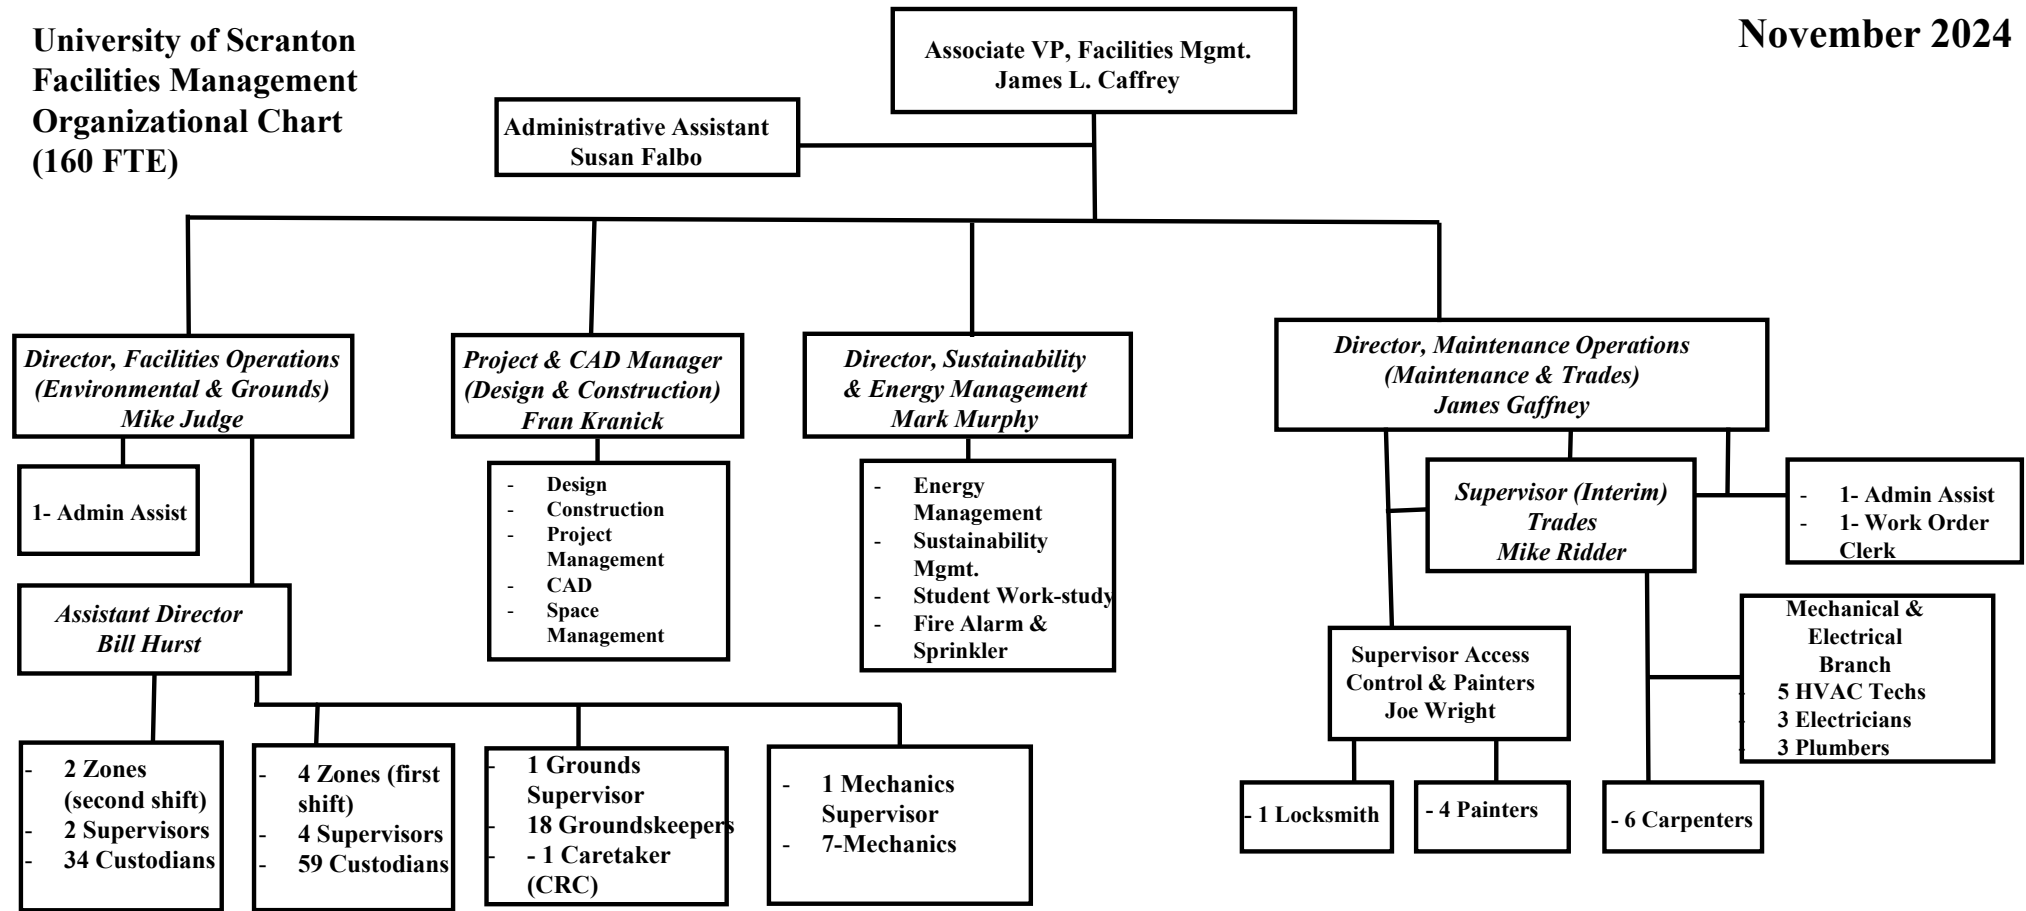 University of Scranton
Facilities Management
Organizational Chart
(160 FTE)
November 2024
Associate VP, Facilities Mgmt.
James L. Caffrey
Administrative Assistant
Susan Falbo
Director, Facilities Operations
(Environmental & Grounds)
Mike Judge
Project & CAD Manager
(Design & Construction)
Fran Kranick
Director, Sustainability
& Energy Management
Mark Murphy
Director, Maintenance Operations
(Maintenance & Trades)
James Gaffney
1- Admin Assist
- Design
- Construction
- Project
Management
- CAD
- Space
Management
- Energy
Management
- Sustainability
Mgmt.
- Student Work-study
- Fire Alarm &
Sprinkler
Supervisor (Interim)
Trades
Mike Ridder
- 1- Admin Assist
- 1- Work Order
Clerk
Assistant Director
Bill Hurst
Supervisor Access
Control & Painters
Joe Wright
Mechanical &
Electrical
Branch
- 5 HVAC Techs
- 3 Electricians
- 3 Plumbers
- 2 Zones
(second shift)
- 2 Supervisors
- 34 Custodians
- 4 Zones (first
shift)
- 4 Supervisors
- 59 Custodians
- 1 Grounds
Supervisor
- 18 Groundskeepers
- - 1 Caretaker
(CRC)
- 1 Mechanics
Supervisor
- 7-Mechanics
- 1 Locksmith
- 4 Painters
- 6 Carpenters